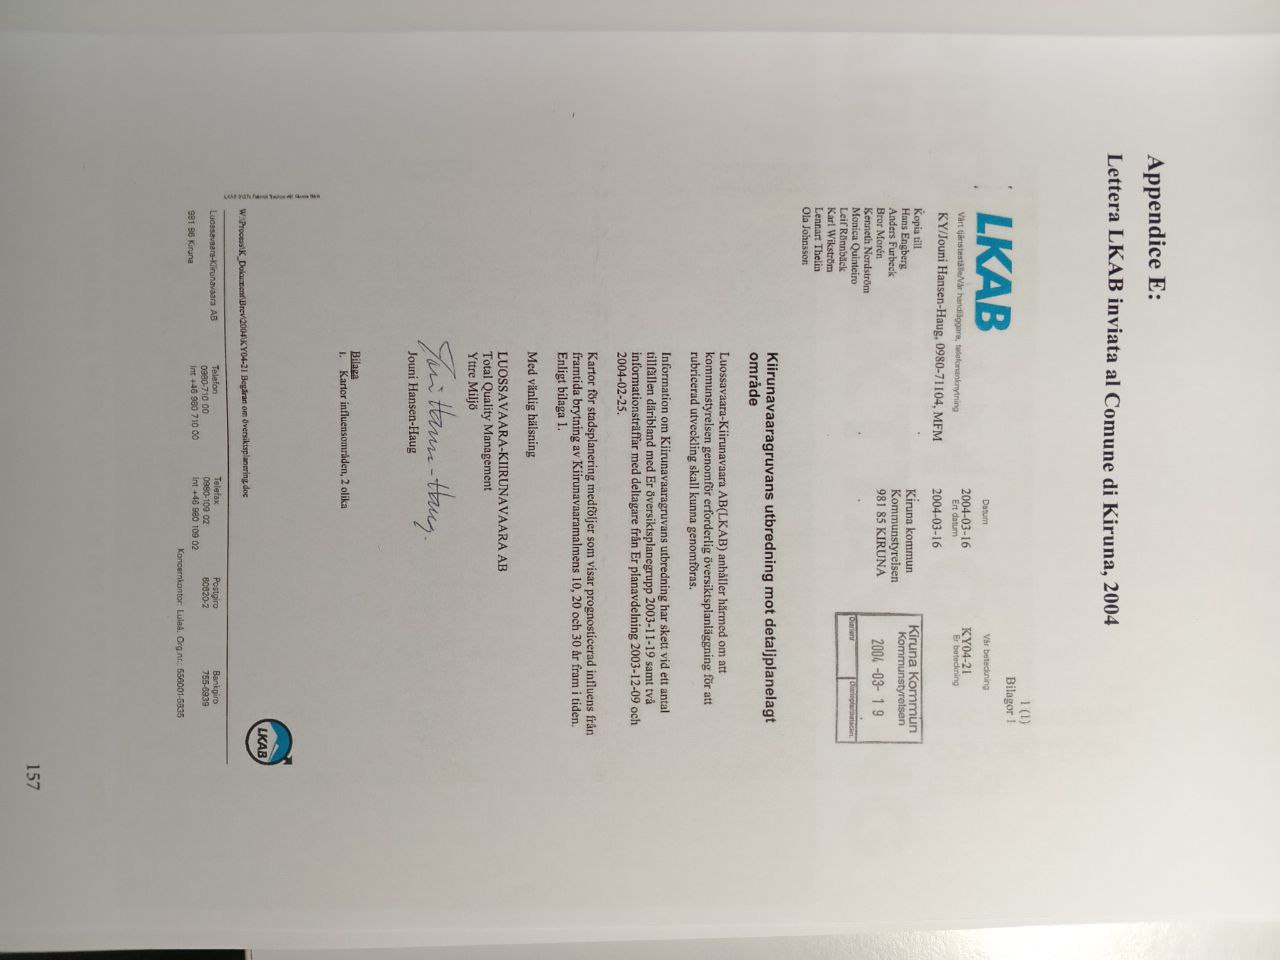 Appendice E:
Lettera LKAB inviata al Comune di Kiruna, 2004
1 (1)
Bilagor 1
LKAB
Datum
Vår beteckning
Vårt tjänsteställe/Vår handläggare, telefonanknytning
2004-03-16
KY04-21
Ert datum
Er beteckning
KY/Jouni Hansen-Haug, 0980-71104, MFM
2004-03-16
Kopia till
Hans Engberg
Anders Furbeck
Bror Morén
Kenneth Nordström
Monica Quinteiro
Leif Rönnbäck
Karl Wikström
Lennart Thelin
Ola Johnsson
Kiruna kommun
Kommunstyrelsen
981 85 KIRUNA
Kiruna Kommun
Kommunstyrelsen
2004 -03- 1 9
Diarienr
Diarieplanbeteckn.
Kiirunavaaragruvans utbredning mot detaljplanelagt
område
Luossavaara-Kiirunavaara AB(LKAB) anhåller härmed om att
kommunstyrelsen genomför erforderlig översiktsplanläggning för att
rubricerad utveckling skall kunna genomföras.
Information om Kiirunavaaragruvans utbredning har skett vid ett antal
tillfällen däribland med Er översiktsplanegrupp 2003-11-19 samt två
informationsträffar med deltagare från Er planavdelning 2003-12-09 och
2004-02-25.
Kartor för stadsplanering medföljer som visar prognosticerad influens från
framtida brytning av Kiirunavaaramalmens 10, 20 och 30 år fram i tiden.
Enligt bilaga 1.
Med vänlig hälsning
LUOSSAVAARA-KIIRUNAVAARA AB
Total Quality Management
Yttre Miljö
Jouni Hansen-Haug
Bilaga
1. Kartor influensområden, 2 olika
LKAB
W:\Process\K_Dokument\Brev\2004\KY04-21 Begäran om översiktsplanering.doc
Luossavaara-Kiirunavaara AB
981 86 Kiruna
Telefon
0980-710 00
Int +46 980 710 00
Telefax
0980-109 02
Int +46 980 109 02
Postgiro
60820-2
Bankgiro
755-6939
Koncernkontor: Luleå. Org.nr.: 556001-5835
157